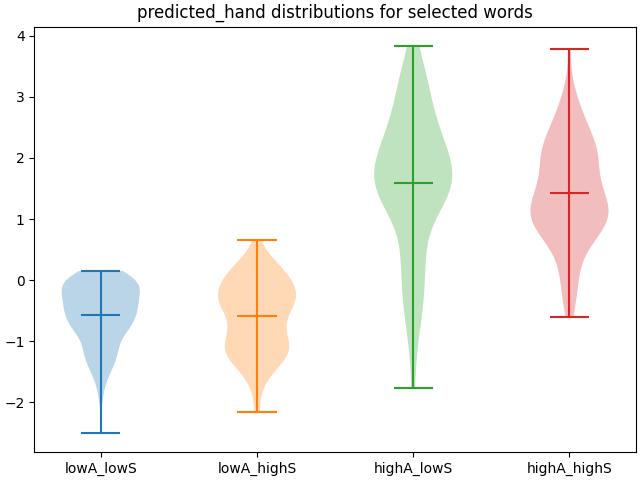 predicted_hand distributions for selected words
4
3
2
1
0
−1
−2
lowA_lowS
lowA_highS
highA_lowS
highA_highS